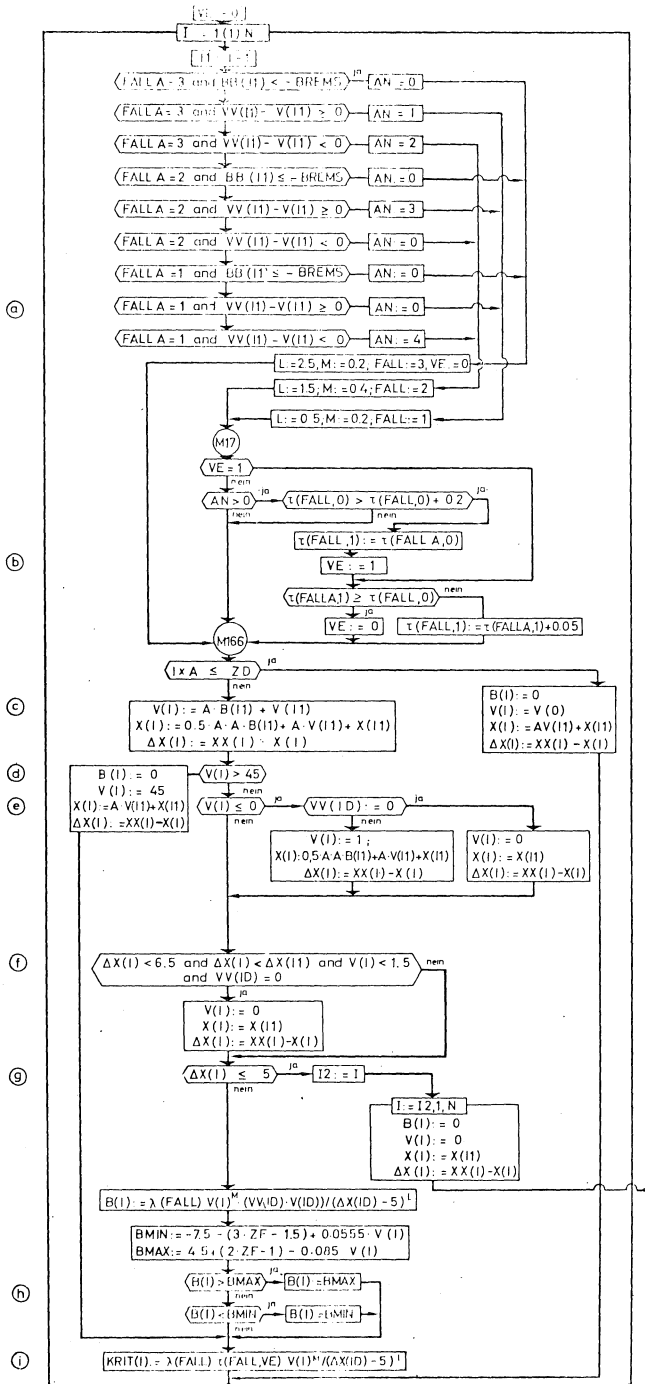 VE := 0
I = 1(1)N
I1 := I-1
FALL A = 3 and BB(I1) < -BREMS
ja
AN := 0
FALL A = 3 and VV(I1) - V(I1) ≥ 0
AN := 1
FALL A = 3 and VV(I1) - V(I1) < 0
AN := 2
FALL A = 2 and BB(I1) ≤ -BREMS
AN := 0
FALL A = 2 and VV(I1) - V(I1) ≥ 0
AN := 3
FALL A = 2 and VV(I1) - V(I1) < 0
AN := 0
FALL A = 1 and BB(I1) ≤ -BREMS
AN := 0
a
FALL A = 1 and VV(I1) - V(I1) ≥ 0
AN := 0
FALL A = 1 and VV(I1) - V(I1) < 0
AN := 4
L:=2.5, M:=0.2, FALL:=3, VE:=0
L:=1.5; M:=0.4; FALL:=2
L:=0.5; M:=0.2, FALL:=1
M17
VE = 1
nein
AN > 0
ja
τ(FALL,0) > τ(FALL,0) + 0.2
ja
nein
nein
τ(FALL,1) := τ(FALL A,0)
b
VE := 1
τ(FALLA,1) ≥ τ(FALL,0)
nein
ja
VE := 0
τ(FALL,1) := τ(FALLA,1)+0.05
M166
I × A ≤ ZD
ja
nein
B(I) := 0
V(I) := V(0)
X(I) := AV(I1)+X(I1)
ΔX(I) := XX(I) - X(I)
c
V(I) := A · B(I1) + V(I1)
X(I) := 0.5 · A · A · B(I1) + A · V(I1) + X(I1)
ΔX(I) := XX(I) - X(I)
d
B(I) := 0
V(I) := 45
X(I) := A · V(I1)+X(I1)
ΔX(I) := XX(I)-X(I)
V(I) > 45
nein
e
V(I) ≤ 0
ja
VV(ID) = 0
ja
nein
nein
V(I) := 1;
X(I):0,5·A·A·B(I1)+A·V(I1)+X(I1)
ΔX(I) := XX(I) - X(I)
V(I) := 0
X(I) := X(I1)
ΔX(I) := XX(I) - X(I)
f
ΔX(I) < 6.5 and ΔX(I) < ΔX(I1) and V(I) < 1.5
and VV(ID) = 0
nein
ja
V(I) := 0
X(I) := X(I1)
ΔX(I) := XX(I)-X(I)
g
ΔX(I) ≤ 5
ja
I2 := I
nein
I := I2,1,N
B(I) := 0
V(I) := 0
X(I) := X(I1)
ΔX(I) := XX(I)-X(I)
B(I) := λ(FALL) V(I)^M (VV(ID) · V(ID))/(ΔX(ID) - 5)^L
BMIN := -7.5 - (3 · ZF - 1.5) + 0.0555 · V(I)
BMAX := 4.5 + (2 · ZF - 1) - 0.085 V(I)
B(I) > BMAX
ja
B(I) := BMAX
nein
h
B(I) < BMIN
ja
B(I) := BMIN
nein
i
KRIT(I) := λ(FALL) τ(FALL,VE) V(I)^M/(ΔX(ID) - 5)^L